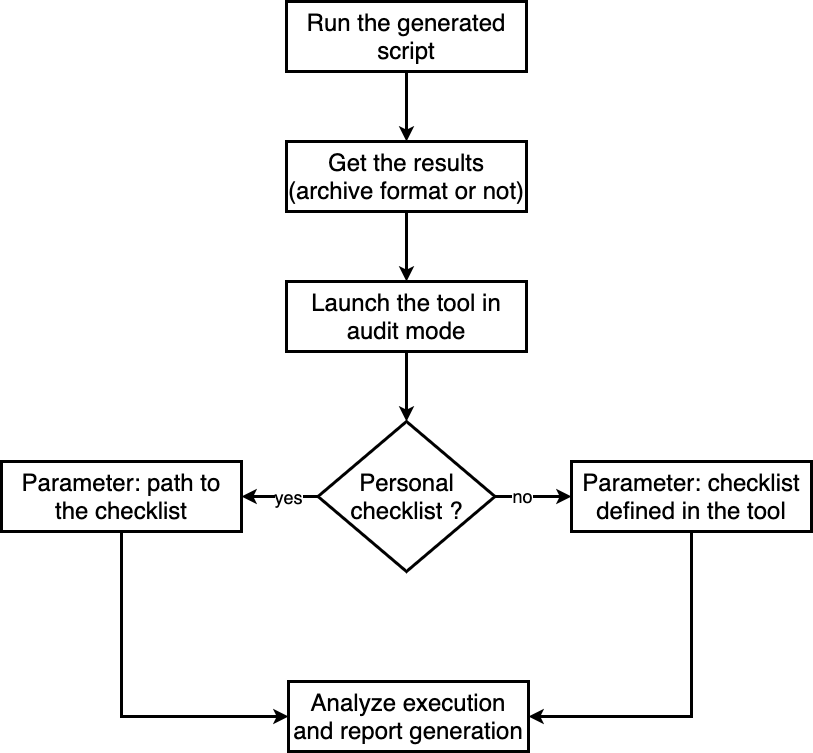 Run the generated
script
Get the results
(archive format or not)
Launch the tool in
audit mode
Parameter: path to
the checklist
yes
Personal
checklist ?
no
Parameter: checklist
defined in the tool
Analyze execution
and report generation